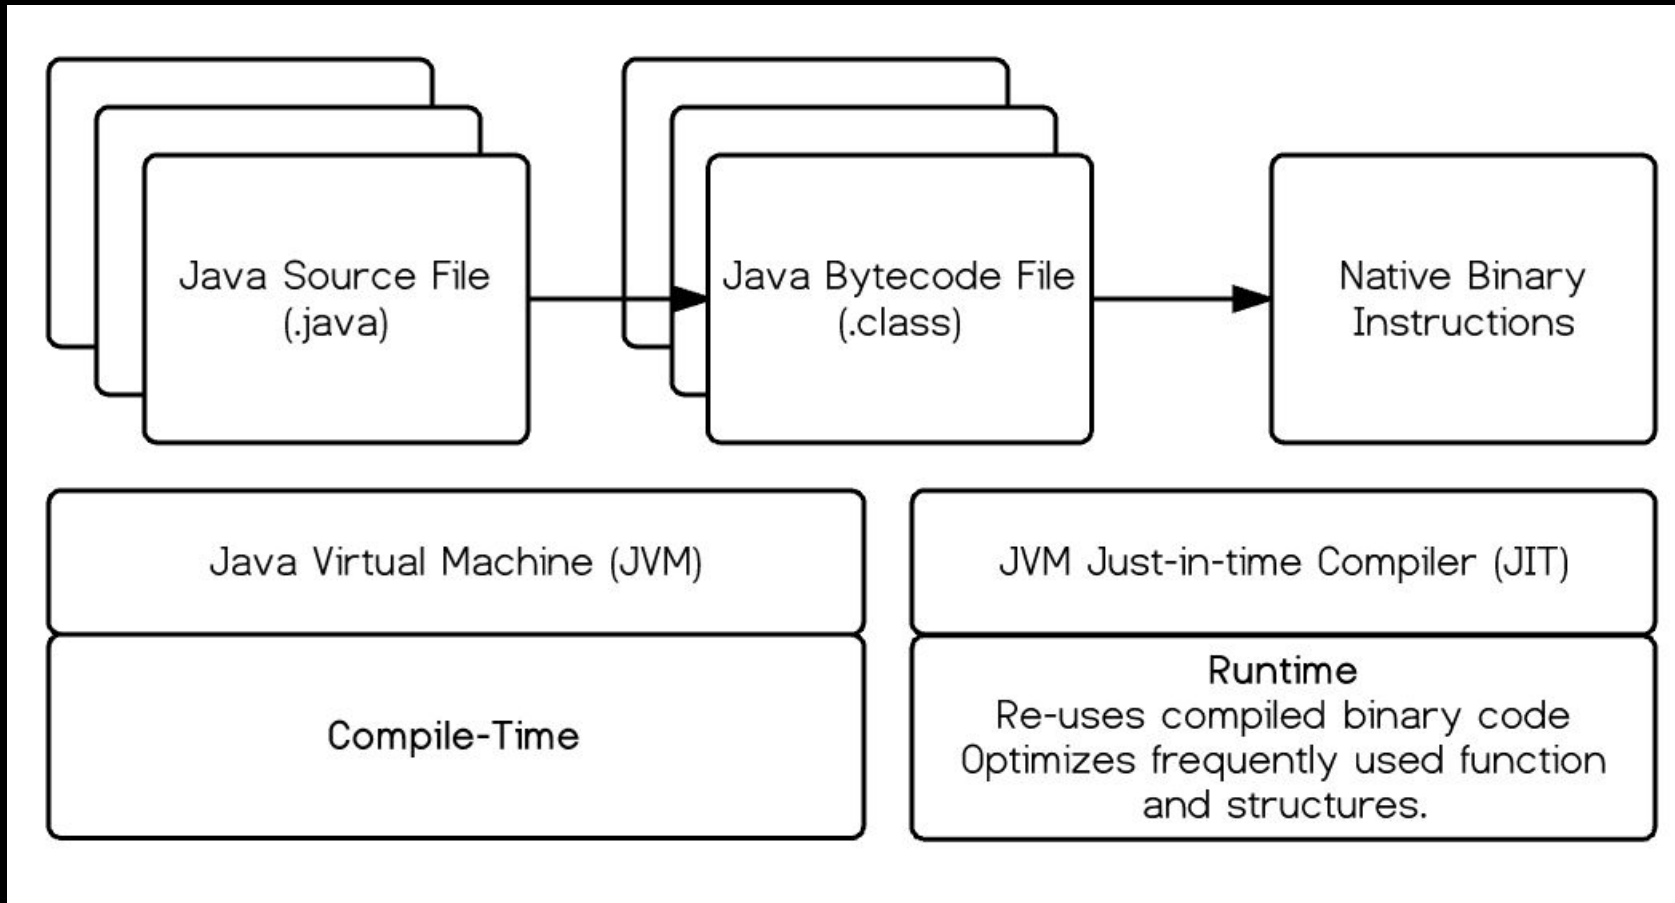 Java Source File
(.java)
Java Bytecode File
(.class)
Native Binary
Instructions
Java Virtual Machine (JVM)
Compile-Time
JVM Just-in-time Compiler (JIT)
Runtime
Re-uses compiled binary code
Optimizes frequently used function
and structures.